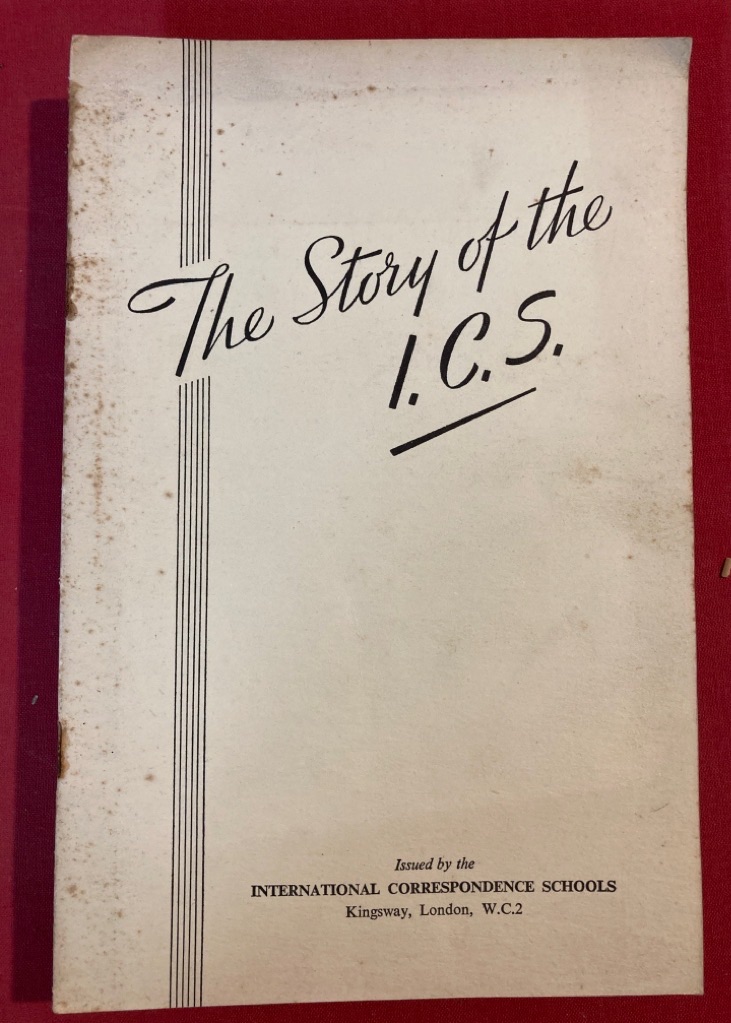 The Story of the
I.C.S.
Issued by the
INTERNATIONAL CORRESPONDENCE SCHOOLS
Kingsway, London, W.C.2